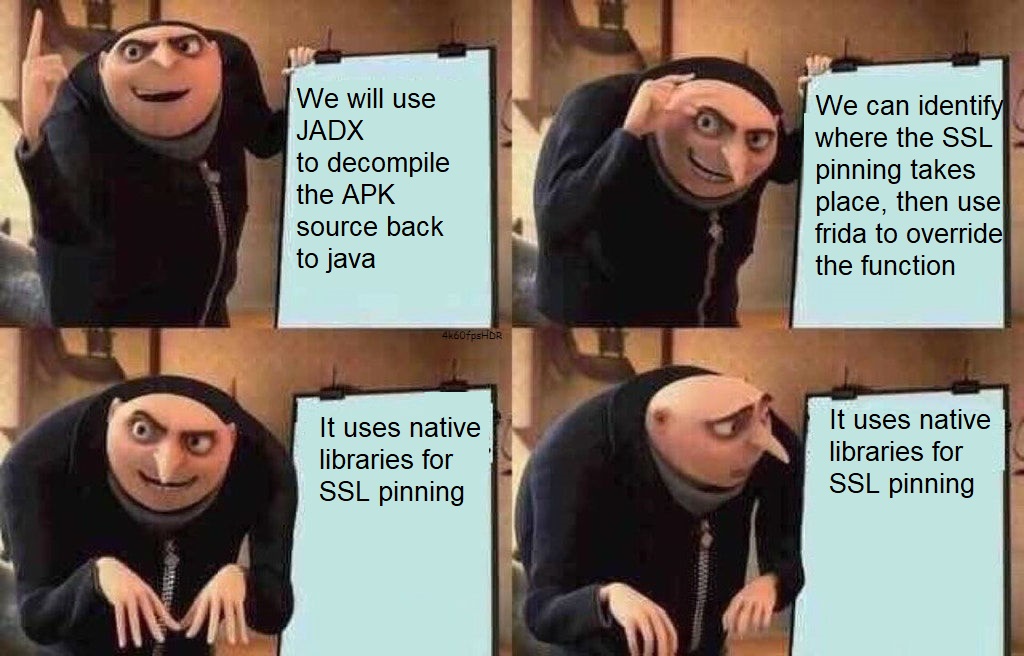 We will use
JADX
to decompile
the APK
source back
to java
We can identify
where the SSL
pinning takes
place, then use
frida to override
the function
4k60fpsHDR
It uses native
libraries for
SSL pinning
It uses native
libraries for
SSL pinning